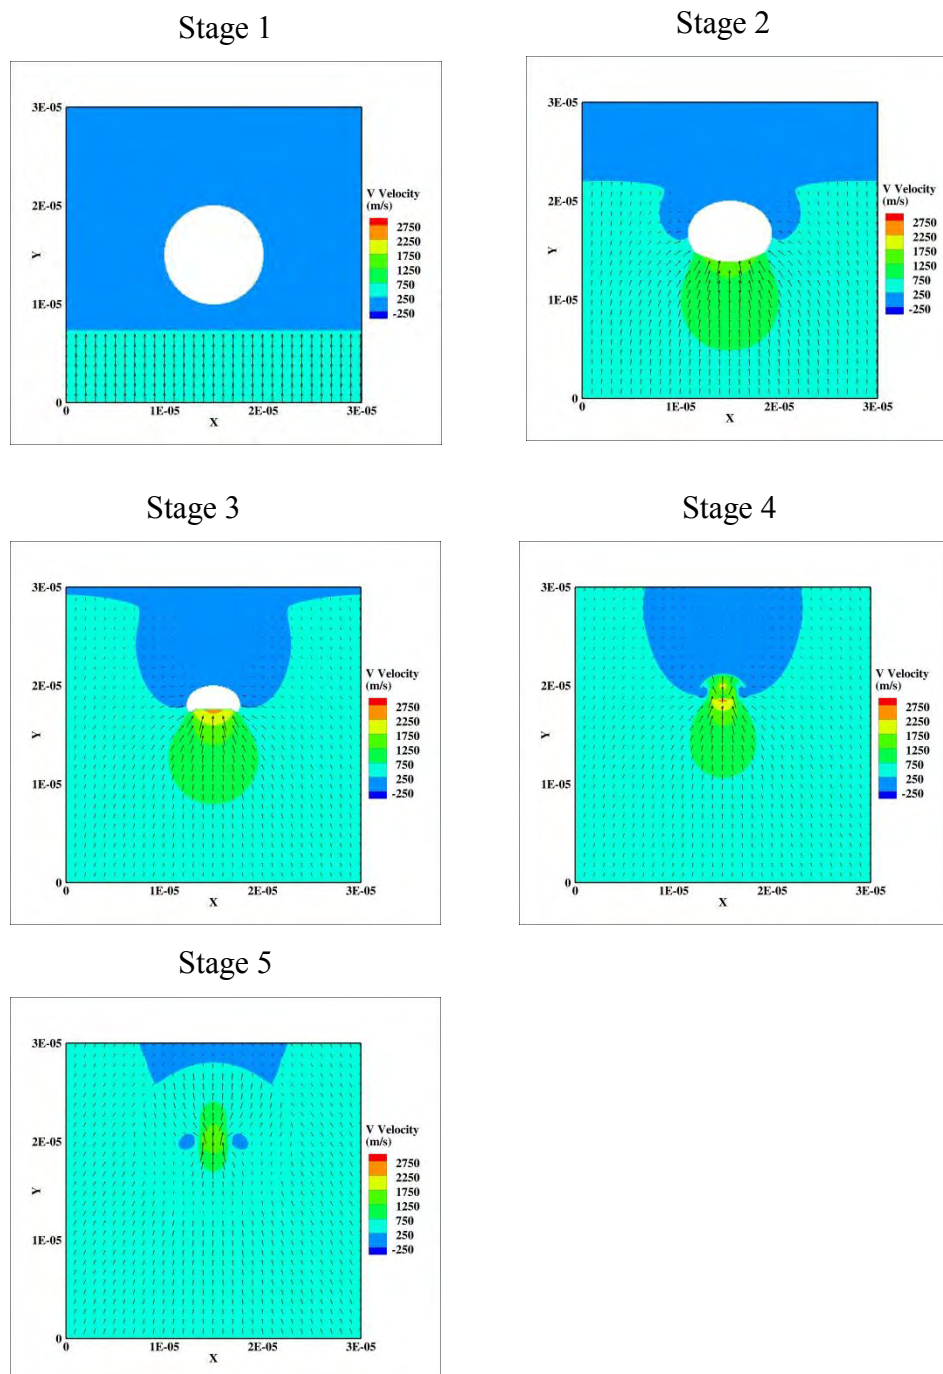 Stage 1
3E-05
2E-05
Y
1E-05
0
0
1E-05
2E-05
3E-05
X
V Velocity
(m/s)
2750
2250
1750
1250
750
250
-250
Stage 2
3E-05
2E-05
Y
1E-05
0
0
1E-05
2E-05
3E-05
X
V Velocity
(m/s)
2750
2250
1750
1250
750
250
-250
Stage 3
3E-05
2E-05
Y
1E-05
0
0
1E-05
2E-05
3E-05
X
V Velocity
(m/s)
2750
2250
1750
1250
750
250
-250
Stage 4
3E-05
2E-05
Y
1E-05
0
0
1E-05
2E-05
3E-05
X
V Velocity
(m/s)
2750
2250
1750
1250
750
250
-250
Stage 5
3E-05
2E-05
Y
1E-05
0
0
1E-05
2E-05
3E-05
X
V Velocity
(m/s)
2750
2250
1750
1250
750
250
-250